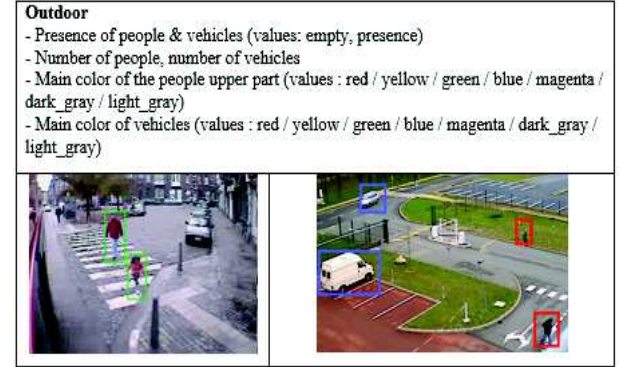 Outdoor
- Presence of people & vehicles (values: empty, presence)
- Number of people, number of vehicles
- Main color of the people upper part (values : red / yellow / green / blue / magenta /
dark_gray / light_gray)
- Main color of vehicles (values : red / yellow / green / blue / magenta / dark_gray /
light_gray)